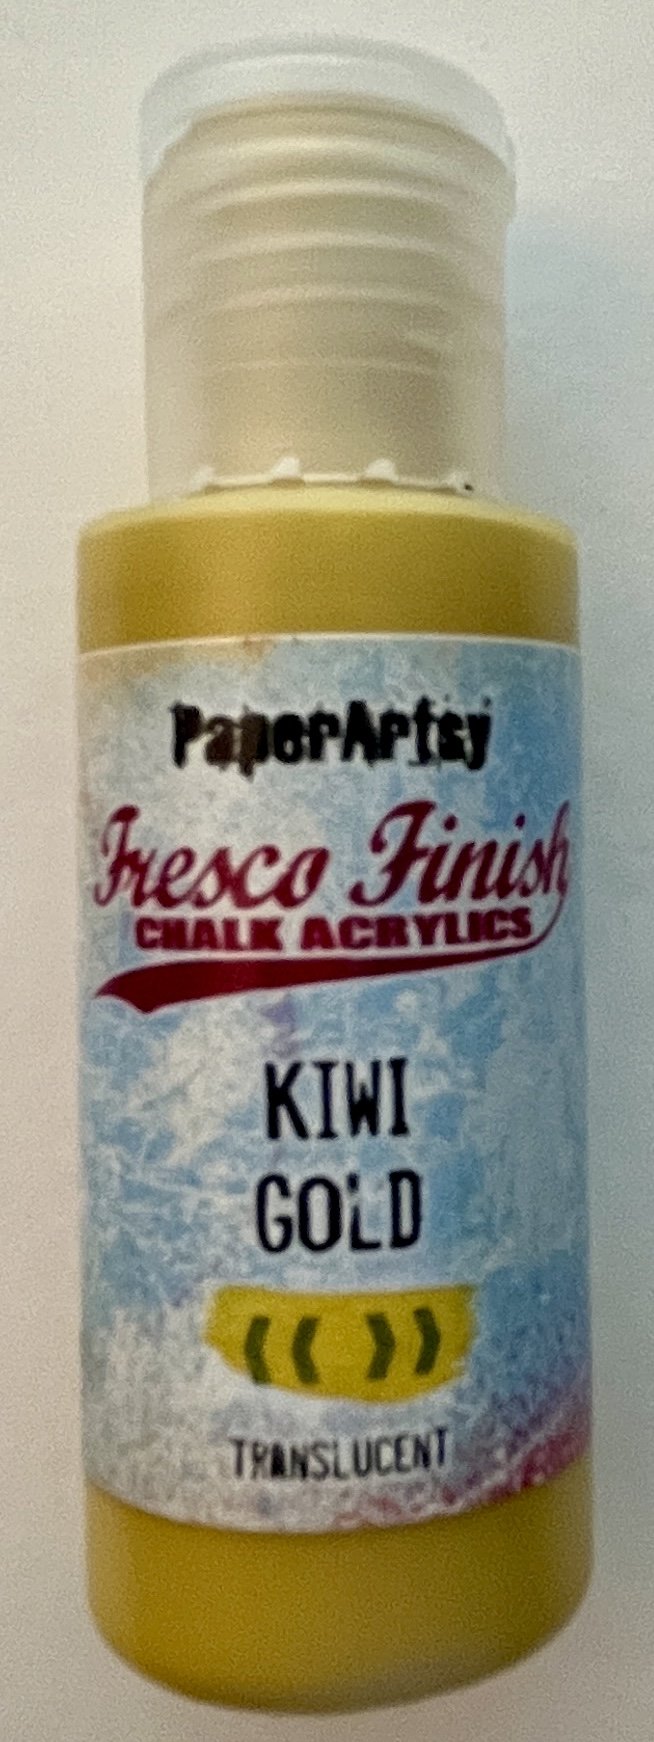 PaperArtsy
Fresco Finish
CHALK ACRYLICS
KIWI
GOLD
TRANSLUCENT